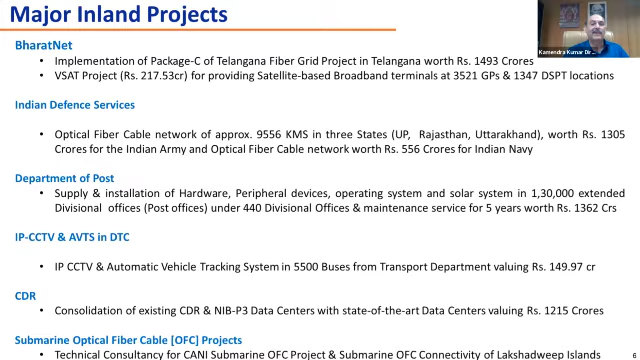 Major Inland Projects
Kamendra Kumar Dir...
BharatNet
• Implementation of Package-C of Telangana Fiber Grid Project in Telangana worth Rs. 1493 Crores
• VSAT Project (Rs. 217.53cr) for providing Satellite-based Broadband terminals at 3521 GPs & 1347 DSPT locations
Indian Defence Services
• Optical Fiber Cable network of approx. 9556 KMS in three States (UP, Rajasthan, Uttarakhand), worth Rs. 1305
Crores for the Indian Army and Optical Fiber Cable network worth Rs. 556 Crores for Indian Navy
Department of Post
• Supply & installation of Hardware, Peripheral devices, operating system and solar system in 1,30,000 extended
Divisional offices (Post offices) under 440 Divisional Offices & maintenance service for 5 years worth Rs. 1362 Crs
IP-CCTV & AVTS in DTC
• IP CCTV & Automatic Vehicle Tracking System in 5500 Buses from Transport Department valuing Rs. 149.97 cr
CDR
• Consolidation of existing CDR & NIB-P3 Data Centers with state-of-the-art Data Centers valuing Rs. 1215 Crores
Submarine Optical Fiber Cable [OFC] Projects
• Technical Consultancy for CANI Submarine OFC Project & Submarine OFC Connectivity of Lakshadweep Islands
6